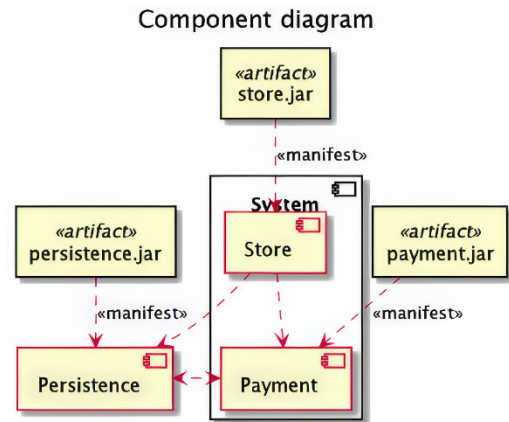 Component diagram
«artifact»
store.jar
«manifest»
System
«artifact»
persistence.jar
Store
«artifact»
payment.jar
«manifest»
«manifest»
Persistence
Payment